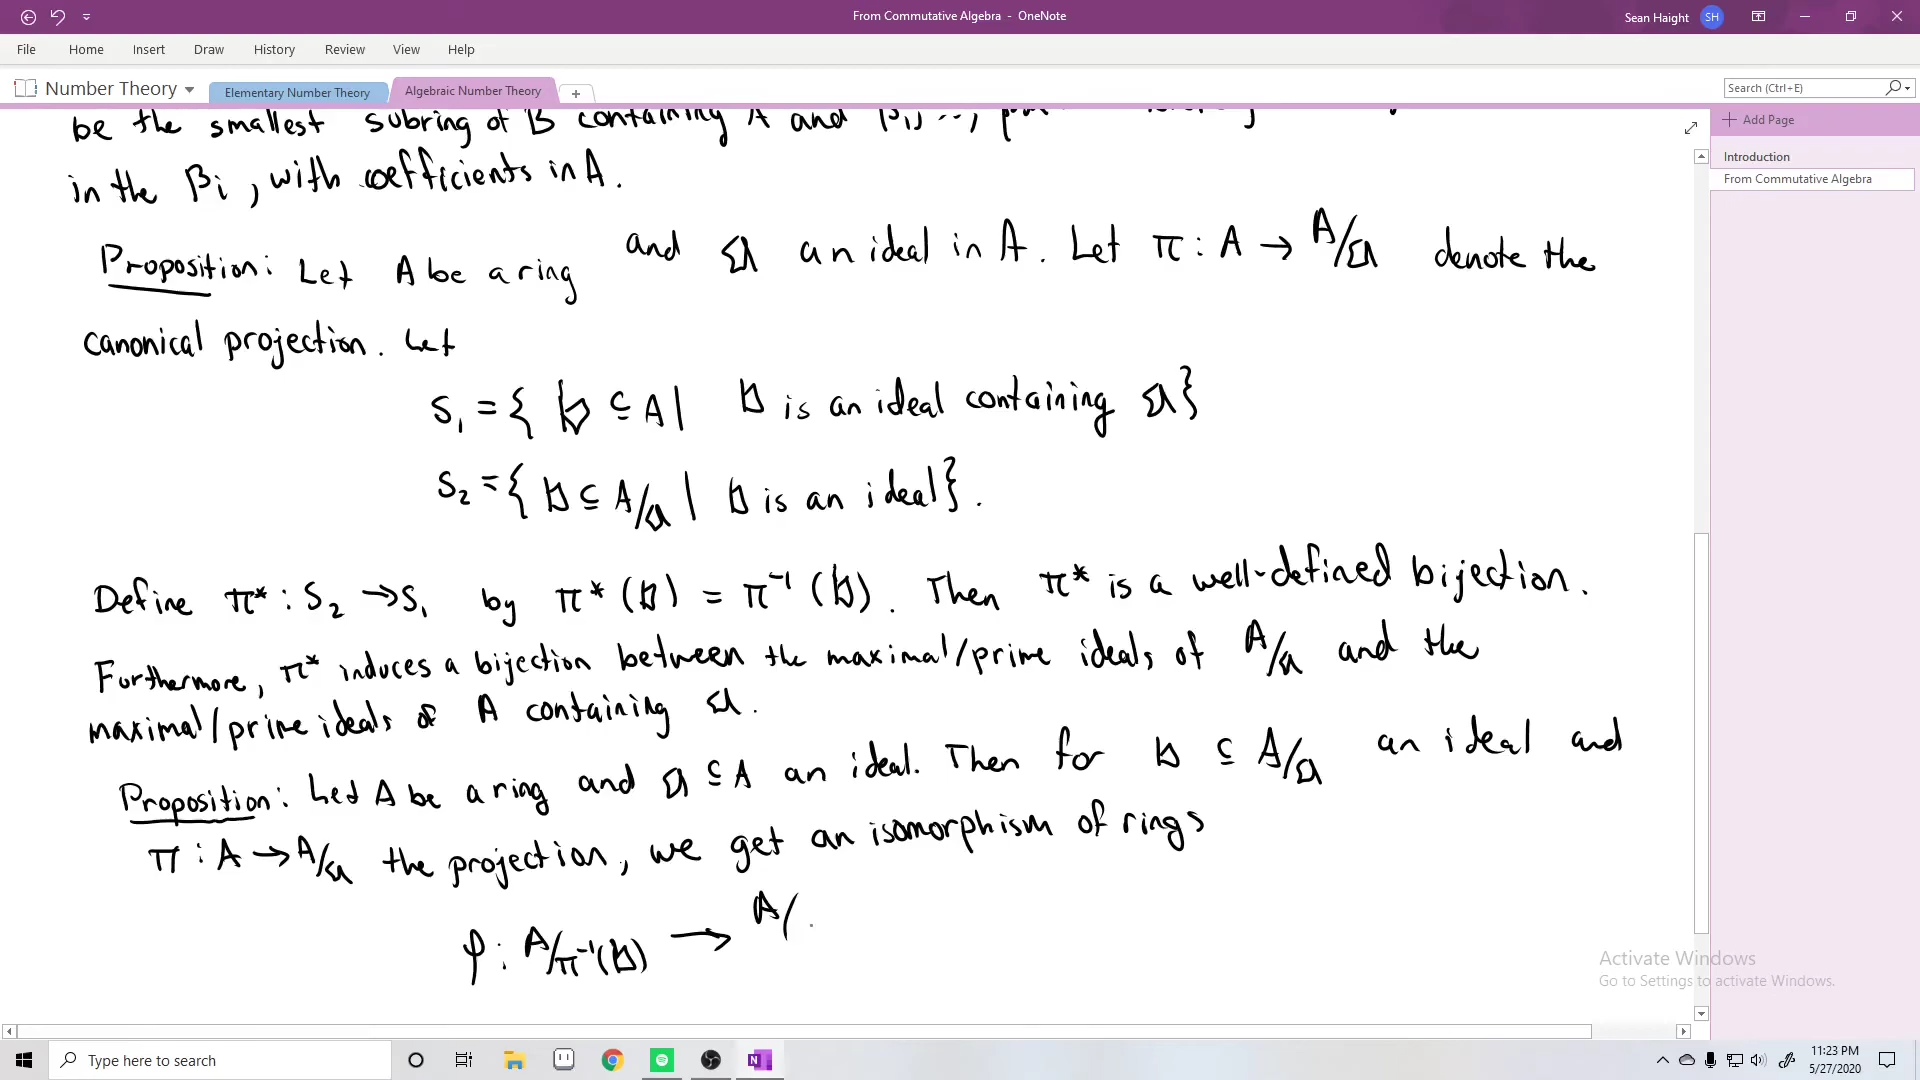 From Commutative Algebra - OneNote
Sean Haight SH
File Home Insert Draw History Review View Help
Number Theory Elementary Number Theory Algebraic Number Theory +
Search (Ctrl+E)
Add Page
Introduction
From Commutative Algebra
be the smallest subring of B containing A and β₁, ...,
in the βi, with coefficients in A.
Proposition: Let A be a ring and 𝔞 an ideal in A. Let π : A → A/𝔞 denote the
canonical projection. Let
S₁ = { 𝔟 ⊆ A | 𝔟 is an ideal containing 𝔞}
S₂ = { 𝔟 ⊆ A/𝔞 | 𝔟 is an ideal}.
Define π* : S₂ → S₁ by π*(𝔟) = π⁻¹(𝔟). Then π* is a well-defined bijection.
Furthermore, π* induces a bijection between the maximal/prime ideals of A/𝔞 and the
maximal/prime ideals of A containing 𝔞.
Proposition: Let A be a ring and 𝔞 ⊆ A an ideal. Then for 𝔟 ⊆ A/𝔞 an ideal and
π : A → A/𝔞 the projection, we get an isomorphism of rings
φ : A/π⁻¹(𝔟) → A/
Activate Windows
Go to Settings to activate Windows.
Type here to search
11:23 PM
5/27/2020